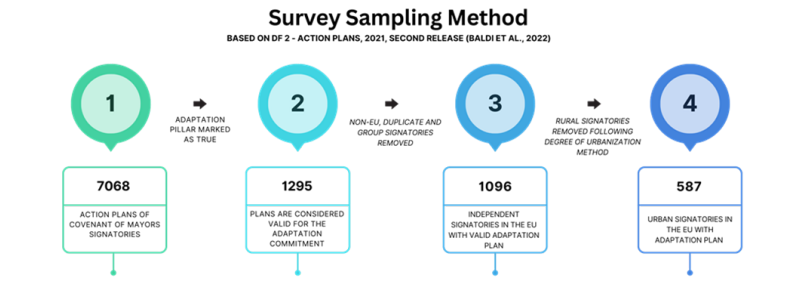 Survey Sampling Method
BASED ON DF 2 - ACTION PLANS, 2021, SECOND RELEASE (BALDI ET AL., 2022)
1
ADAPTATION
PILLAR MARKED
AS TRUE
2
NON-EU, DUPLICATE AND
GROUP SIGNATORIES
REMOVED
3
RURAL SIGNATORIES
REMOVED FOLLOWING
DEGREE OF URBANIZATION
METHOD
4
7068
ACTION PLANS OF
COVENANT OF MAYORS
SIGNATORIES
1295
PLANS ARE CONSIDERED
VALID FOR THE
ADAPTATION
COMMITMENT
1096
INDEPENDENT
SIGNATORIES IN THE EU
WITH VALID ADAPTATION
PLAN
587
URBAN SIGNATORIES IN
THE EU WITH
ADAPTATION PLAN